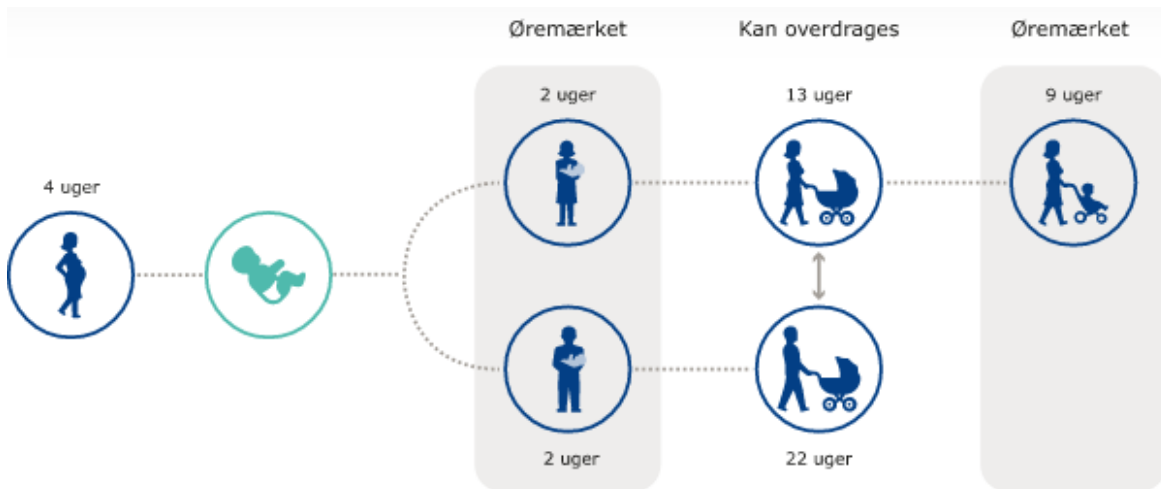 Øremærket
Kan overdrages
Øremærket
2 uger
13 uger
9 uger
4 uger
2 uger
22 uger